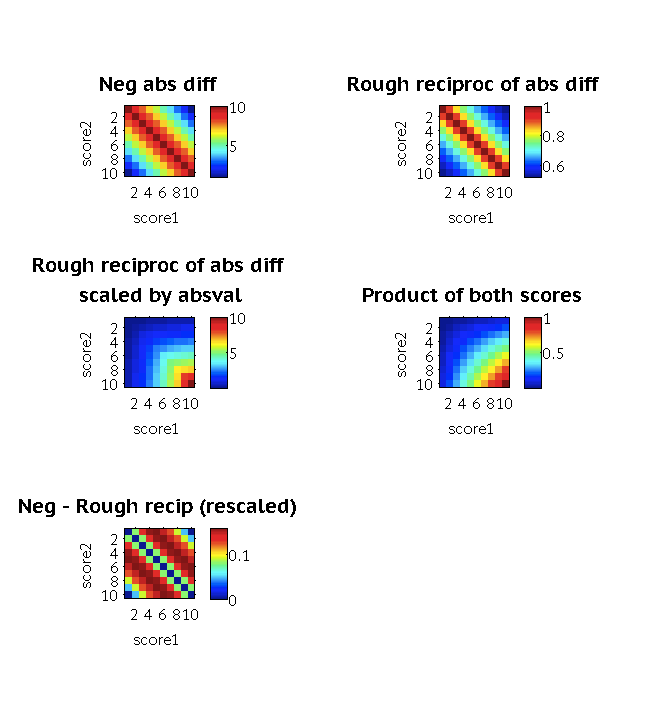 Neg abs diff
score2
2
4
6
8
10
2 4 6 8 10
score1
10
5
Rough reciproc of abs diff
score2
2
4
6
8
10
2 4 6 8 10
score1
1
0.8
0.6
Rough reciproc of abs diff
scaled by absval
score2
2
4
6
8
10
2 4 6 8 10
score1
10
5
Product of both scores
score2
2
4
6
8
10
2 4 6 8 10
score1
1
0.5
Neg - Rough recip (rescaled)
score2
2
4
6
8
10
2 4 6 8 10
score1
0.1
0